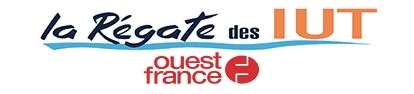 la Régate des IUT
ouest
france